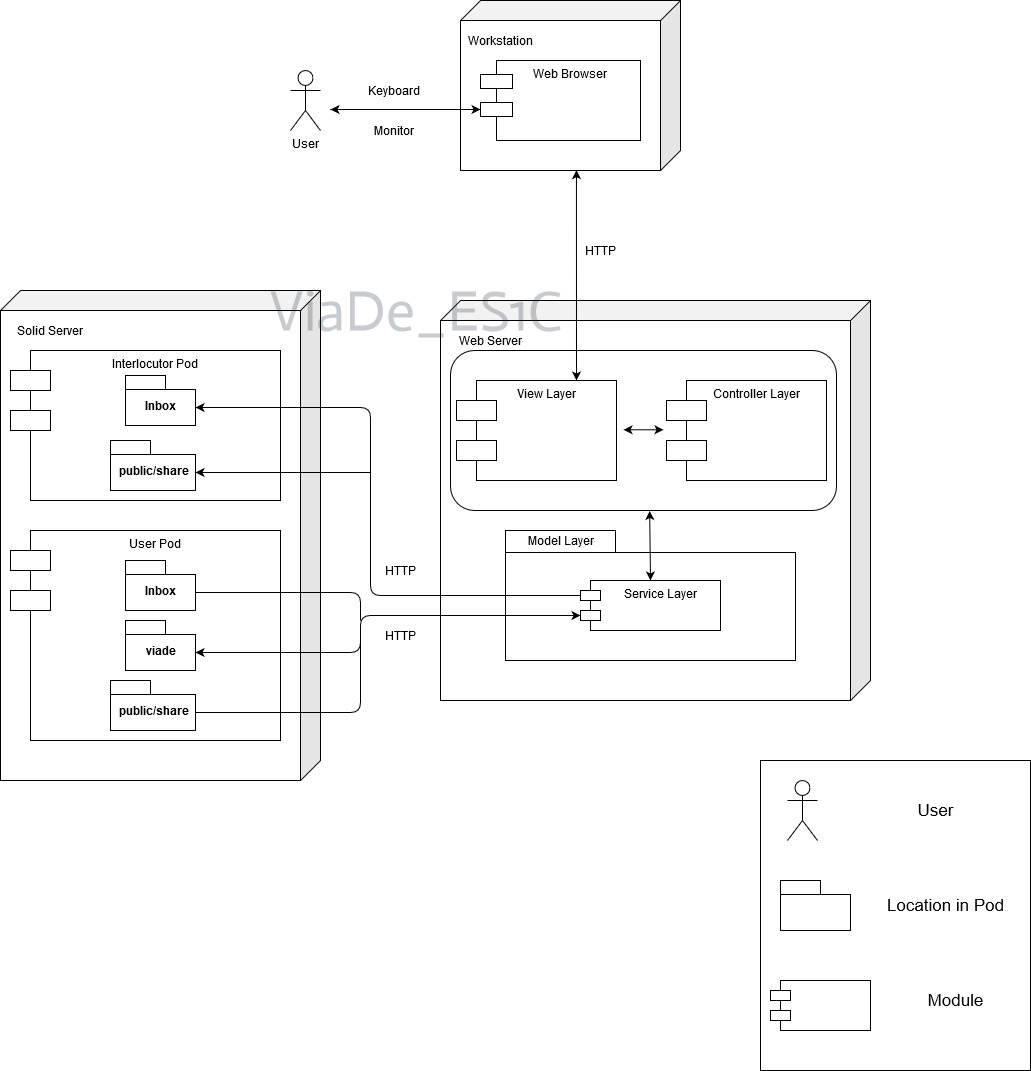 Workstation
Web Browser
Keyboard
Monitor
User
HTTP
ViaDe_ES1C
Solid Server
Web Server
Interlocutor Pod
Inbox
public/share
View Layer
Controller Layer
User Pod
Inbox
viade
public/share
HTTP
HTTP
Model Layer
Service Layer
User
Location in Pod
Module